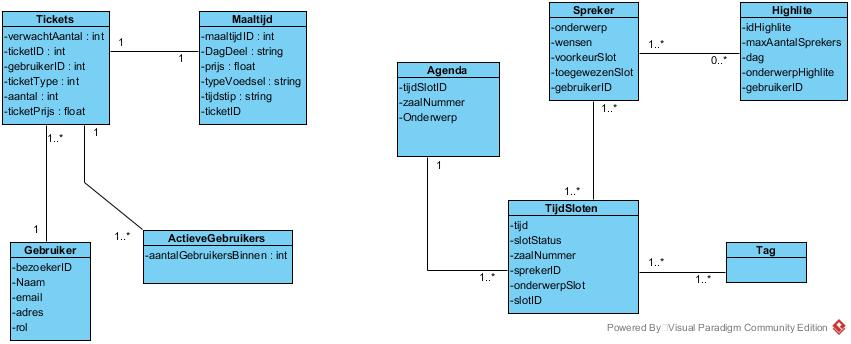 Tickets
-verwachtAantal : int
-ticketID : int
-gebruikerID : int
-ticketType : int
-aantal : int
-ticketPrijs : float
1
1
Maaltijd
-maaltijdID : int
-DagDeel : string
-prijs : float
-typeVoedsel : string
-tijdstip : string
-ticketID
1..*
1
1
1..*
Gebruiker
-bezoekerID
-Naam
-email
-adres
-rol
ActieveGebruikers
-aantalGebruikersBinnen : int
Agenda
-tijdSlotID
-zaalNummer
-Onderwerp
1
1..*
Spreker
-onderwerp
-wensen
-voorkeurSlot
-toegewezenSlot
-gebruikerID
1..*
0..*
Highlite
-idHighlite
-maxAantalSprekers
-dag
-onderwerpHighlite
-gebruikerID
1..*
1..*
TijdSloten
-tijd
-slotStatus
-zaalNummer
-sprekerID
-onderwerpSlot
-slotID
1..*
1..*
Tag
Powered By Visual Paradigm Community Edition